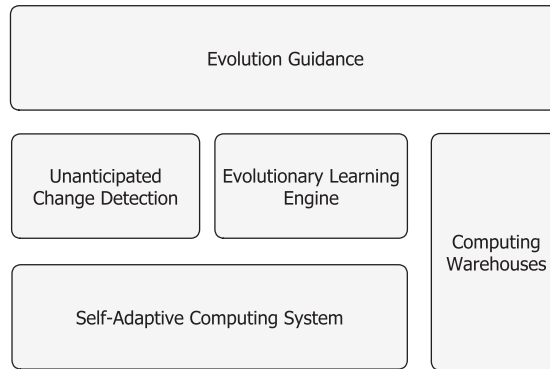 Evolution Guidance
Unanticipated
Change Detection
Evolutionary Learning
Engine
Computing
Warehouses
Self-Adaptive Computing System